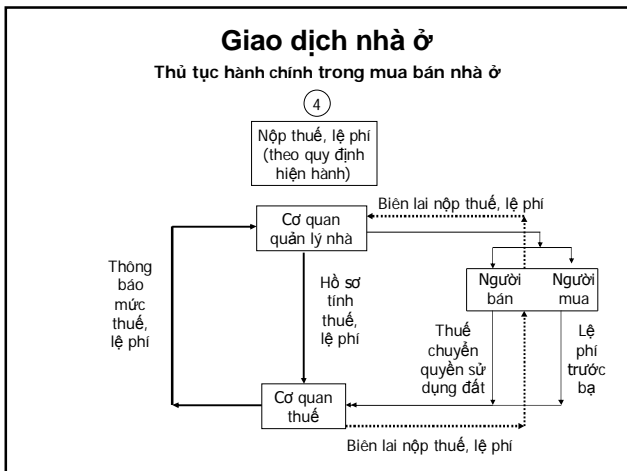 Giao dịch nhà ở
Thủ tục hành chính trong mua bán nhà ở
4
Nộp thuế, lệ phí
(theo quy định
hiện hành)
Biên lai nộp thuế, lệ phí
Cơ quan
quản lý nhà
Thông
báo
mức
thuế,
lệ phí
Hồ sơ
tính
thuế,
lệ phí
Người
bán
Người
mua
Thuế
chuyển
quyền sử
dụng đất
Lệ
phí
trước
bạ
Cơ quan
thuế
Biên lai nộp thuế, lệ phí